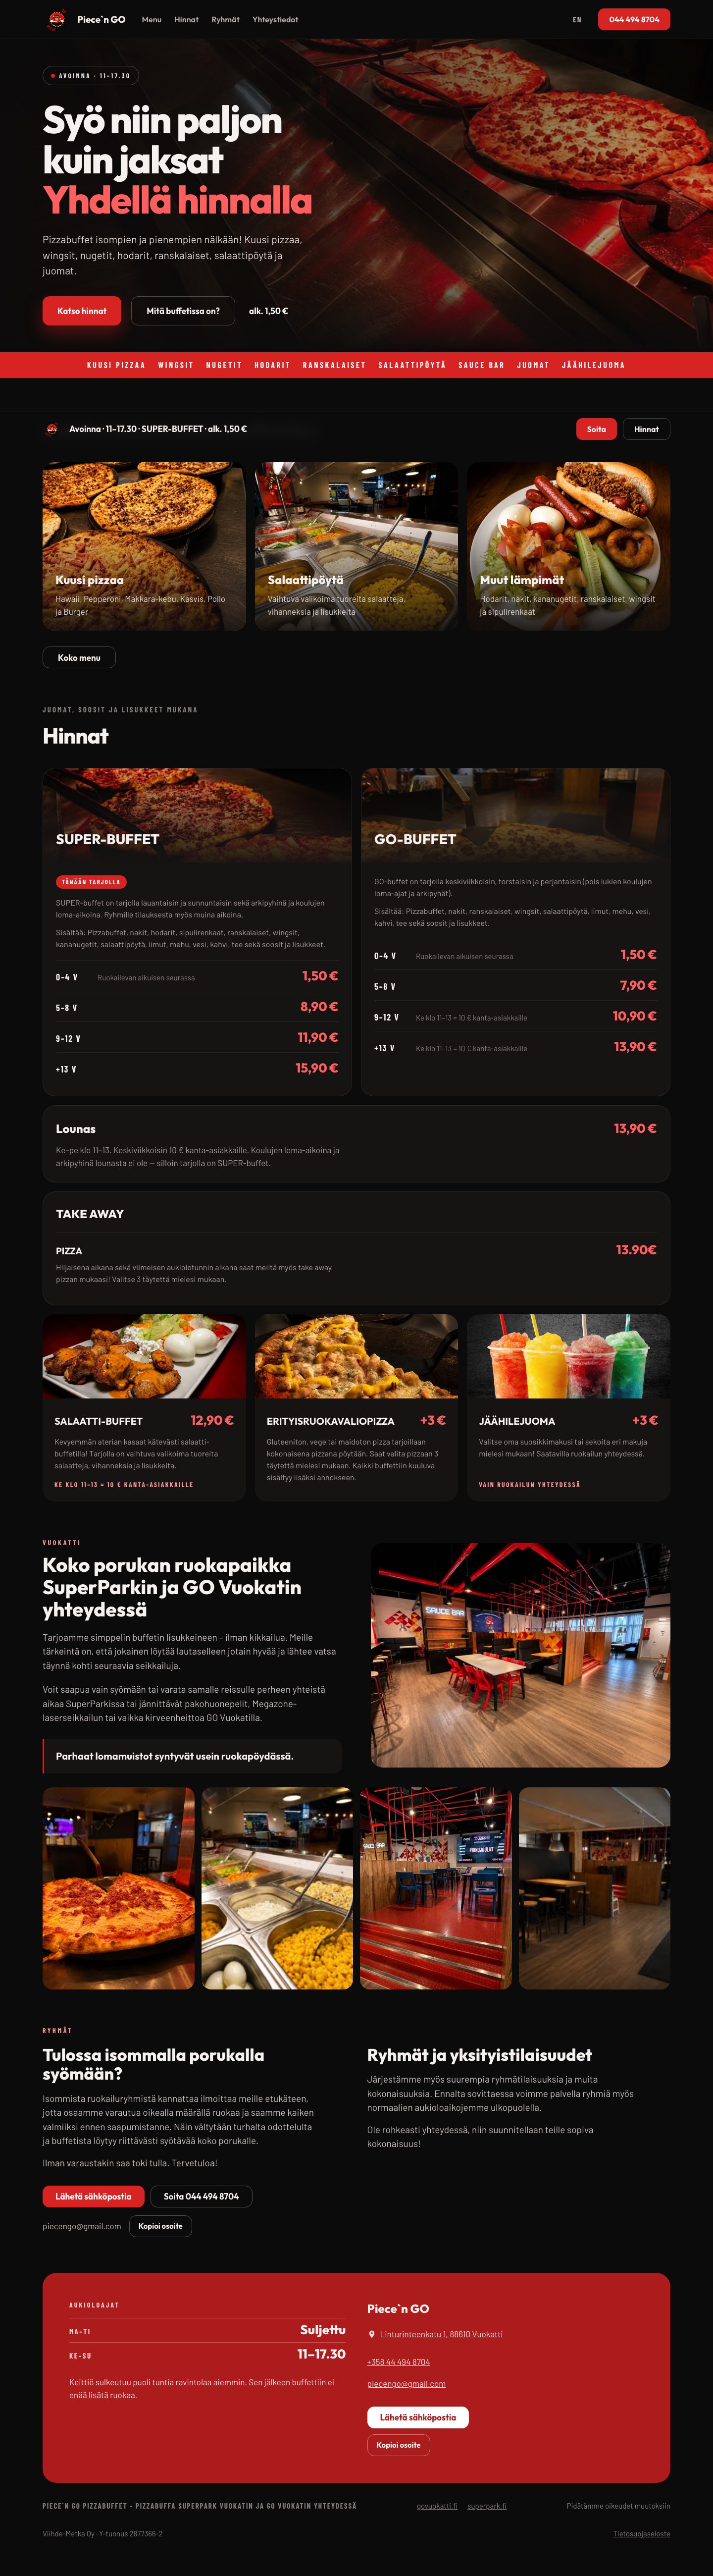 Piece`n GO
Menu
Hinnat
Ryhmät
Yhteystiedot
EN
044 494 8704
AVOINNA · 11–17.30
Syö niin paljon
kuin jaksat
Yhdellä hinnalla
Pizzabuffet isompien ja pienempien nälkään! Kuusi pizzaa,
wingsit, nugetit, hodarit, ranskalaiset, salaattipöytä ja
juomat.
Katso hinnat
Mitä buffetissa on?
alk. 1,50 €
KUUSI PIZZAA WINGSIT NUGETIT HODARIT RANSKALAISET SALAATTIPÖYTÄ SAUCE BAR JUOMAT JÄÄHILEJUOMA
Avoinna · 11–17.30 · SUPER-BUFFET · alk. 1,50 €
Soita
Hinnat
Kuusi pizzaa
Hawaii, Pepperoni, Makkara-kebu, Kasvis, Pollo
ja Burger
Salaattipöytä
Vaihtuva valikoima tuoreita salaatteja,
vihanneksia ja lisukkeita
Muut lämpimät
Hodarit, nakit, kananugetit, ranskalaiset, wingsit
ja sipulirenkaat
Koko menu
JUOMAT, SOOSIT JA LISUKKEET MUKANA
Hinnat
SUPER-BUFFET
TÄNÄÄN TARJOLLA
SUPER-buffet on tarjolla lauantaisin ja sunnuntaisin sekä arkipyhinä ja koulujen
loma-aikoina. Ryhmille tilauksesta myös muina aikoina.
Sisältää: Pizzabuffet, nakit, hodarit, sipulirenkaat, ranskalaiset, wingsit,
kananugetit, salaattipöytä, limut, mehu, vesi, kahvi, tee sekä soosit ja lisukkeet.
0–4 V Ruokailevan aikuisen seurassa 1,50 €
5–8 V 8,90 €
9–12 V 11,90 €
+13 V 15,90 €
GO-BUFFET
GO-buffet on tarjolla keskiviikkoisin, torstaisin ja perjantaisin (pois lukien koulujen
loma-ajat ja arkipyhät).
Sisältää: Pizzabuffet, nakit, ranskalaiset, wingsit, salaattipöytä, limut, mehu, vesi,
kahvi, tee sekä soosit ja lisukkeet.
0–4 V Ruokailevan aikuisen seurassa 1,50 €
5–8 V 7,90 €
9–12 V Ke klo 11–13 = 10 € kanta-asiakkaille 10,90 €
+13 V Ke klo 11–13 = 10 € kanta-asiakkaille 13,90 €
Lounas 13,90 €
Ke–pe klo 11–13. Keskiviikkoisin 10 € kanta-asiakkaille. Koulujen loma-aikoina ja
arkipyhinä lounasta ei ole — silloin tarjolla on SUPER-buffet.
TAKE AWAY
PIZZA 13.90€
Hiljaisena aikana sekä viimeisen aukiolotunnin aikana saat meiltä myös take away
pizzan mukaasi! Valitse 3 täytettä mielesi mukaan.
SALAATTI-BUFFET 12,90 €
Kevyemmän aterian kasaat kätevästi salaatti-
buffetilla! Tarjolla on vaihtuva valikoima tuoreita
salaatteja, vihanneksia ja lisukkeita.
KE KLO 11–13 = 10 € KANTA-ASIAKKAILLE
ERITYISRUOKAVALIOPIZZA +3 €
Gluteeniton, vege tai maidoton pizza tarjoillaan
kokonaisena pizzana pöytään. Saat valita pizzaan 3
täytettä mielesi mukaan. Kaikki buffettiin kuuluva
sisältyy lisäksi annokseen.
JÄÄHILEJUOMA +3 €
Valitse oma suosikkimakusi tai sekoita eri makuja
mielesi mukaan! Saatavilla ruokailun yhteydessä.
VAIN RUOKAILUN YHTEYDESSÄ
VUOKATTI
Koko porukan ruokapaikka
SuperParkin ja GO Vuokatin
yhteydessä
Tarjoamme simppelin buffetin lisukkeineen – ilman kikkailua. Meille
tärkeintä on, että jokainen löytää lautaselleen jotain hyvää ja lähtee vatsa
täynnä kohti seuraavia seikkailuja.
Voit saapua vain syömään tai varata samalle reissulle perheen yhteistä
aikaa SuperParkissa tai jännittävät pakohuonepelit, Megazone-
laserseikkailun tai vaikka kirveenheittoa GO Vuokatilla.
Parhaat lomamuistot syntyvät usein ruokapöydässä.
SAUCE BAR
SAUCE BAR
RYHMÄT
Tulossa isommalla porukalla
syömään?
Isommista ruokailuryhmistä kannattaa ilmoittaa meille etukäteen,
jotta osaamme varautua oikealla määrällä ruokaa ja saamme kaiken
valmiiksi ennen saapumistanne. Näin vältytään turhalta odottelulta
ja buffetista löytyy riittävästi syötävää koko porukalle.
Ilman varaustakin saa toki tulla. Tervetuloa!
Lähetä sähköpostia
Soita 044 494 8704
piecengo@gmail.com
Kopioi osoite
Ryhmät ja yksityistilaisuudet
Järjestämme myös suurempia ryhmätilaisuuksia ja muita
kokonaisuuksia. Ennalta sovittaessa voimme palvella ryhmiä myös
normaalien aukioloaikojemme ulkopuolella.
Ole rohkeasti yhteydessä, niin suunnitellaan teille sopiva
kokonaisuus!
AUKIOLOAJAT
MA–TI Suljettu
KE–SU 11–17.30
Keittiö sulkeutuu puoli tuntia ravintolaa aiemmin. Sen jälkeen buffettiin ei
enää lisätä ruokaa.
Piece`n GO
Linturinteenkatu 1, 88610 Vuokatti
+358 44 494 8704
piecengo@gmail.com
Lähetä sähköpostia
Kopioi osoite
PIECE`N GO PIZZABUFFET – PIZZABUFFA SUPERPARK VUOKATIN JA GO VUOKATIN YHTEYDESSÄ
govuokatti.fi
superpark.fi
Pidätämme oikeudet muutoksiin
Viihde-Metka Oy · Y-tunnus 2877366-2
Tietosuojaseloste